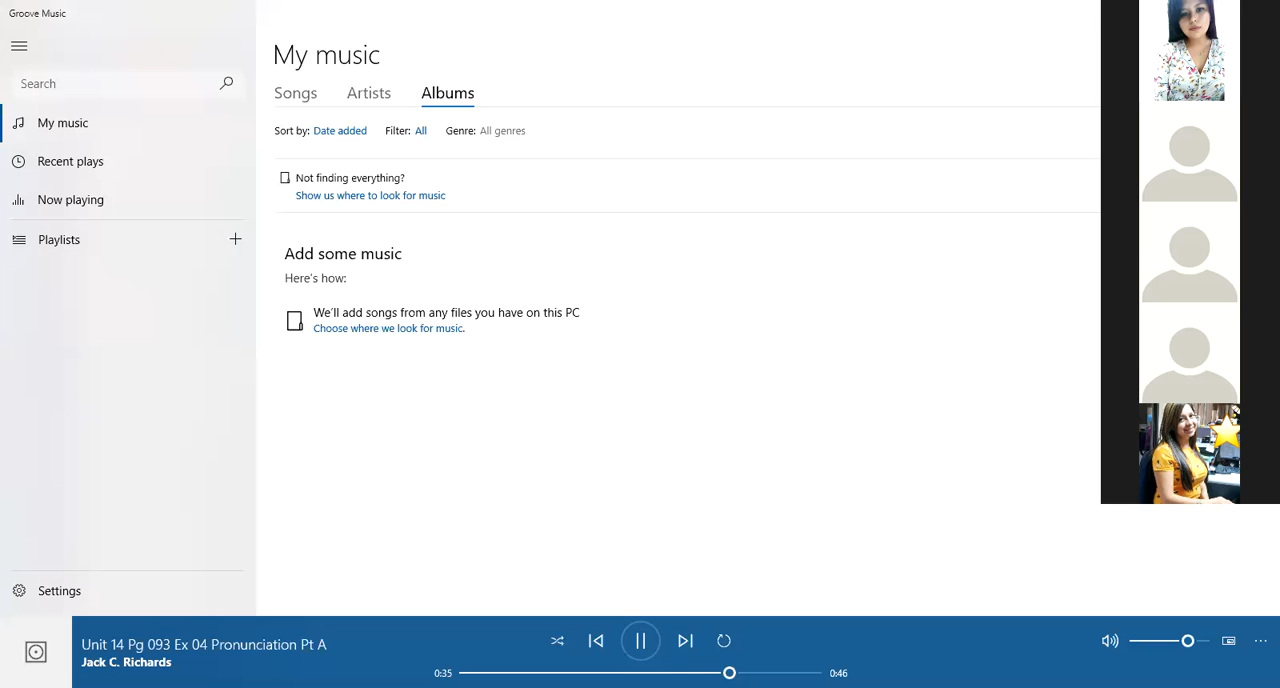 Groove Music
Search
My music
Recent plays
Now playing
Playlists
Settings
My music
Songs Artists Albums
Sort by: Date added Filter: All Genre: All genres
Not finding everything?
Show us where to look for music
Add some music
Here's how:
We'll add songs from any files you have on this PC
Choose where we look for music.
Unit 14 Pg 093 Ex 04 Pronunciation Pt A
Jack C. Richards
0:35 0:46